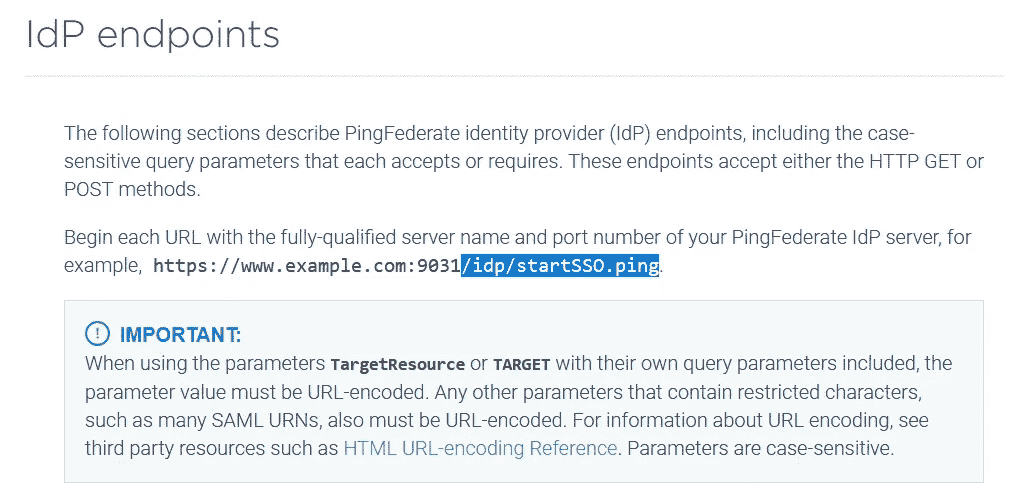 IdP endpoints
The following sections describe PingFederate identity provider (IdP) endpoints, including the case-
sensitive query parameters that each accepts or requires. These endpoints accept either the HTTP GET or
POST methods.
Begin each URL with the fully-qualified server name and port number of your PingFederate IdP server, for
example, https://www.example.com:9031/idp/startSSO.ping.
IMPORTANT:
When using the parameters TargetResource or TARGET with their own query parameters included, the
parameter value must be URL-encoded. Any other parameters that contain restricted characters,
such as many SAML URNs, also must be URL-encoded. For information about URL encoding, see
third party resources such as HTML URL-encoding Reference. Parameters are case-sensitive.